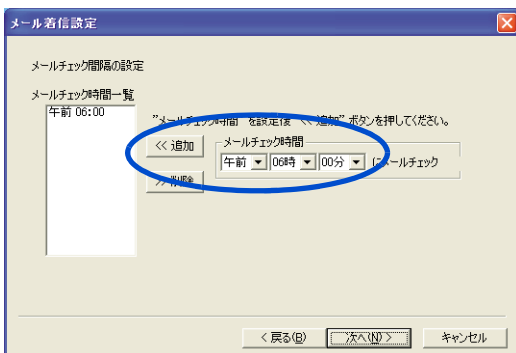 メール着信設定
メールチェック間隔の設定
メールチェック時間一覧
午前 06:00
"メールチェック時間" を設定後 "<< 追加" ボタンを押してください。
<< 追加
メールチェック時間
午前 06時 00分 にメールチェック
>> 削除
< 戻る(B)
次へ(N) >
キャンセル